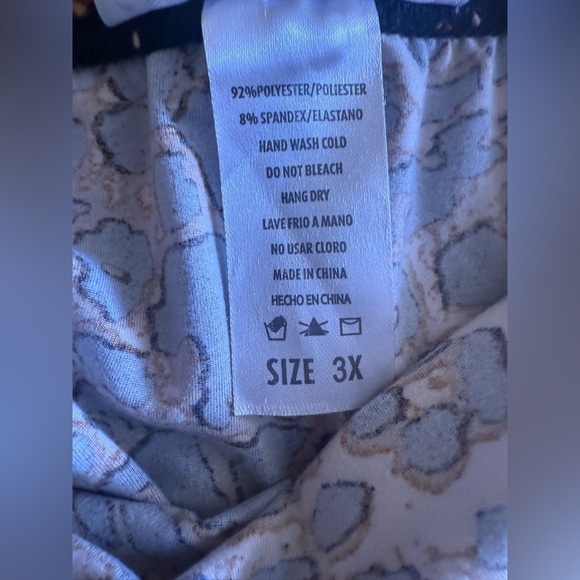 92%POLYESTER/POLIESTER
8% SPANDEX/ELASTANO
HAND WASH COLD
DO NOT BLEACH
HANG DRY
LAVE FRIO A MANO
NO USAR CLORO
MADE IN CHINA
HECHO EN CHINA
SIZE 3X